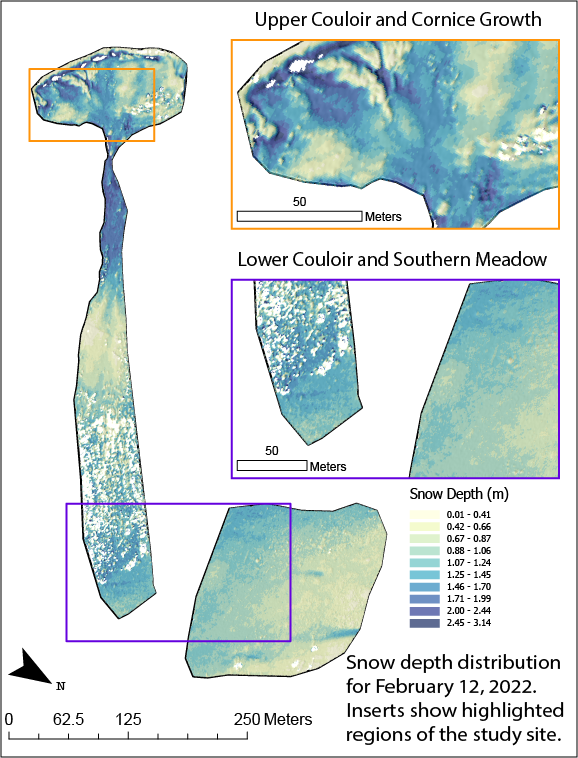 Upper Couloir and Cornice Growth
50
Meters
Lower Couloir and Southern Meadow
50
Meters
Snow Depth (m)
0.01 - 0.41
0.42 - 0.66
0.67 - 0.87
0.88 - 1.06
1.07 - 1.24
1.25 - 1.45
1.46 - 1.70
1.71 - 1.99
2.00 - 2.44
2.45 - 3.14
Snow depth distribution
for February 12, 2022.
Inserts show highlighted
regions of the study site.
N
0 62.5 125 250 Meters